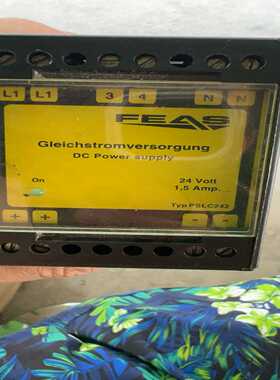 L1 L1 3 4 N N
FEAS
Gleichstromversorgung
DC Power supply
On
24 Volt
1,5 Amp.
Typ PSLC242
+ + - -